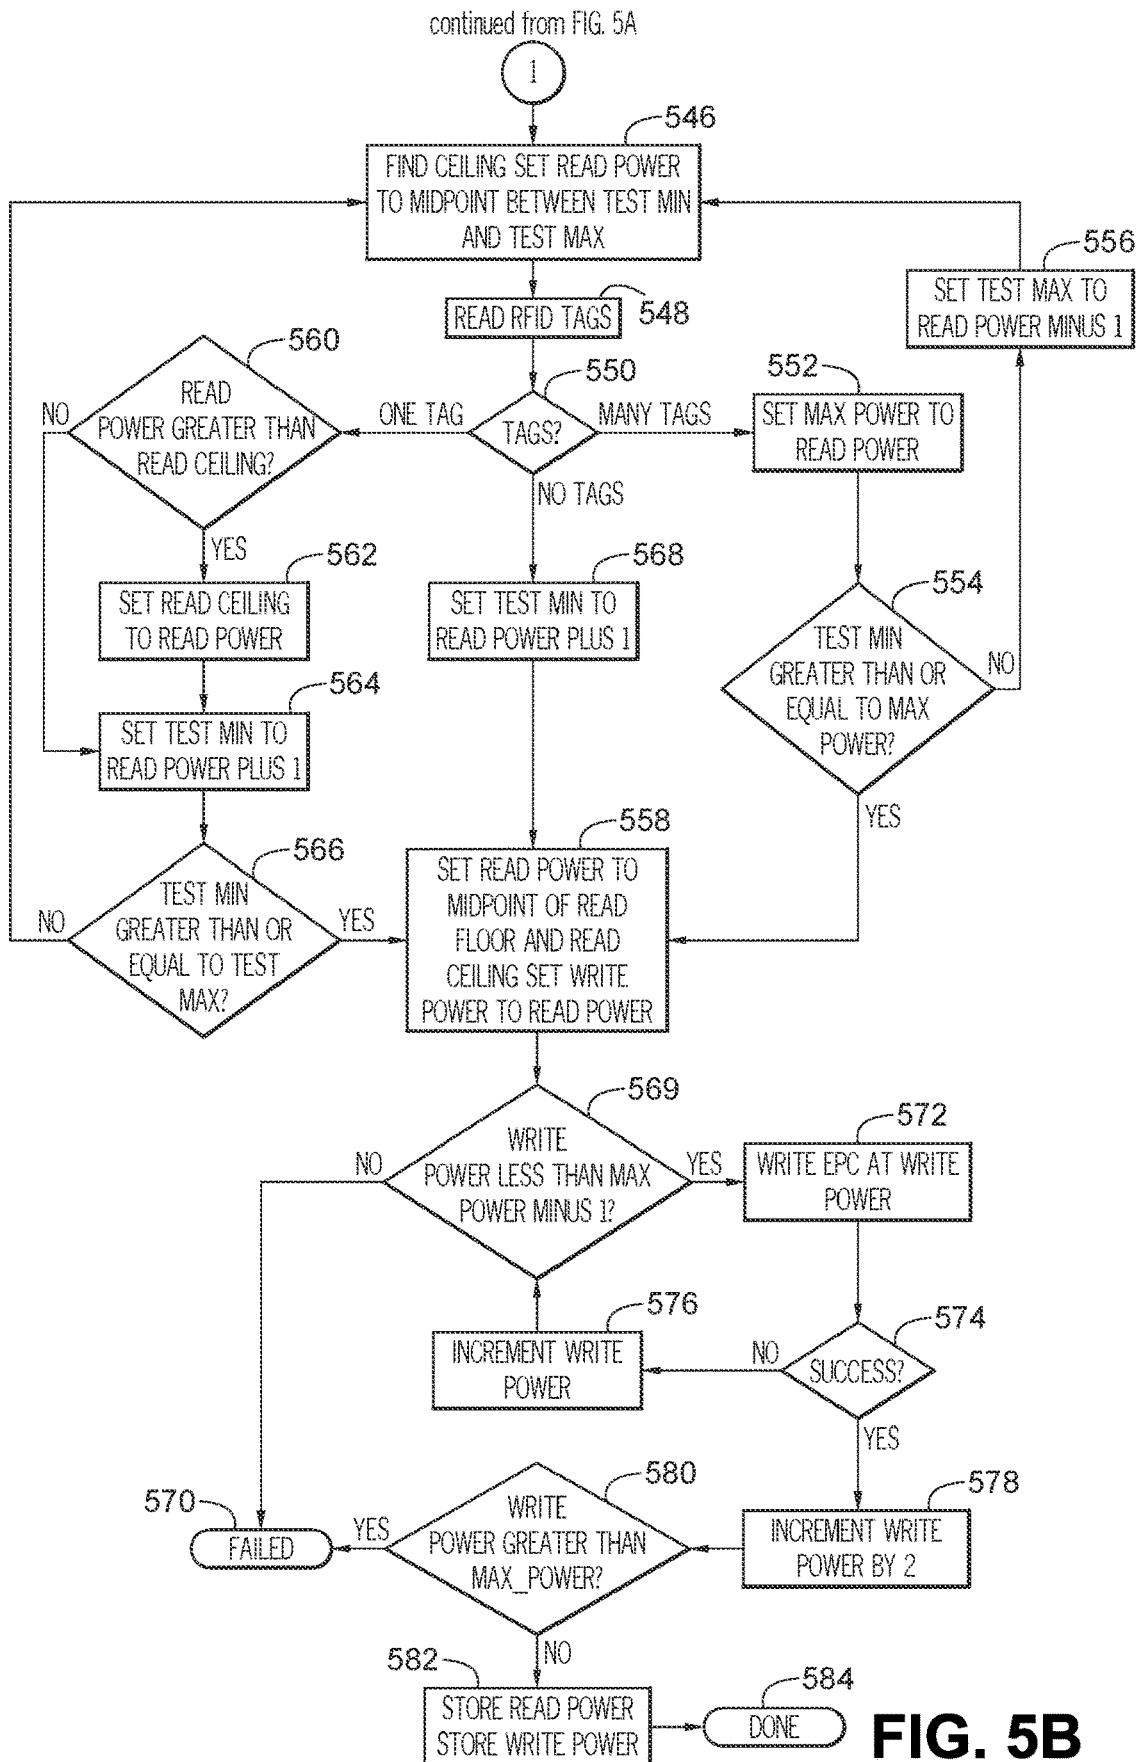 continued from FIG. 5A
1
546
FIND CEILING SET READ POWER
TO MIDPOINT BETWEEN TEST MIN
AND TEST MAX
556
SET TEST MAX TO
READ POWER MINUS 1
READ RFID TAGS
548
560
READ
POWER GREATER THAN
READ CEILING?
NO
YES
ONE TAG
550
TAGS?
MANY TAGS
NO TAGS
552
SET MAX POWER TO
READ POWER
562
SET READ CEILING
TO READ POWER
568
SET TEST MIN TO
READ POWER PLUS 1
554
TEST MIN
GREATER THAN OR
EQUAL TO MAX
POWER?
NO
YES
564
SET TEST MIN TO
READ POWER PLUS 1
566
TEST MIN
GREATER THAN OR
EQUAL TO TEST
MAX?
NO
YES
558
SET READ POWER TO
MIDPOINT OF READ
FLOOR AND READ
CEILING SET WRITE
POWER TO READ POWER
569
WRITE
POWER LESS THAN MAX
POWER MINUS 1?
NO
YES
572
WRITE EPC AT WRITE
POWER
576
INCREMENT WRITE
POWER
574
SUCCESS?
NO
YES
570
FAILED
580
WRITE
POWER GREATER THAN
MAX_POWER?
YES
NO
578
INCREMENT WRITE
POWER BY 2
582
STORE READ POWER
STORE WRITE POWER
584
DONE
FIG. 5B